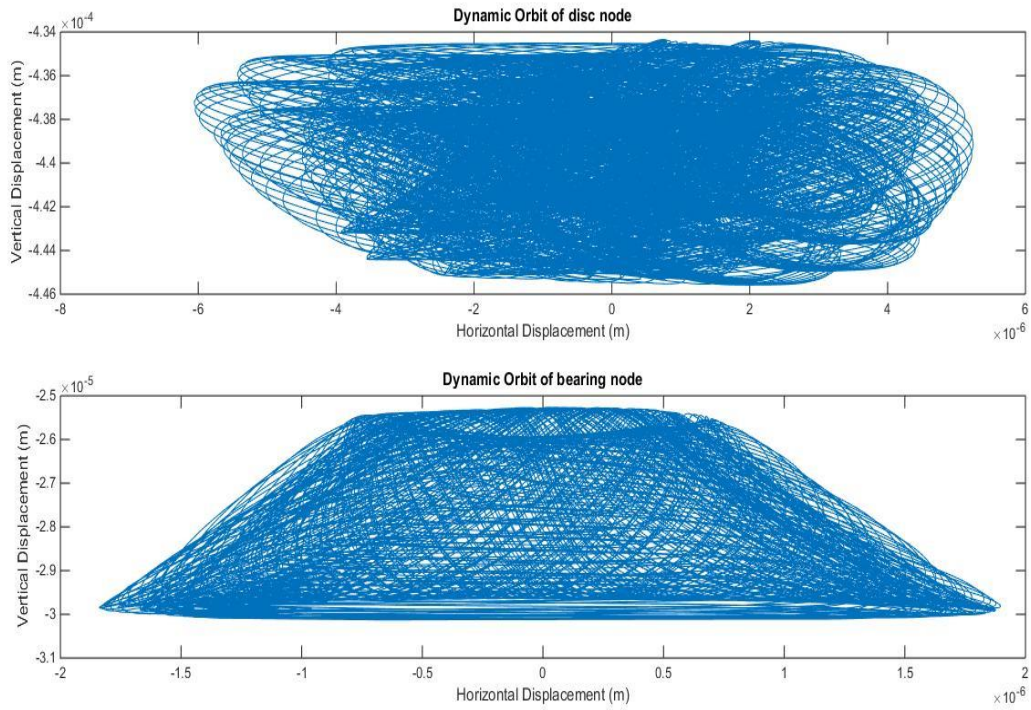 Dynamic Orbit of disc node
×10⁻⁴
-4.34
-4.36
-4.38
-4.4
-4.42
-4.44
-4.46
Vertical Displacement (m)
-8 -6 -4 -2 0 2 4 6
Horizontal Displacement (m)
×10⁻⁶
Dynamic Orbit of bearing node
×10⁻⁵
-2.5
-2.6
-2.7
-2.8
-2.9
-3
-3.1
Vertical Displacement (m)
-2 -1.5 -1 -0.5 0 0.5 1 1.5 2
Horizontal Displacement (m)
×10⁻⁶